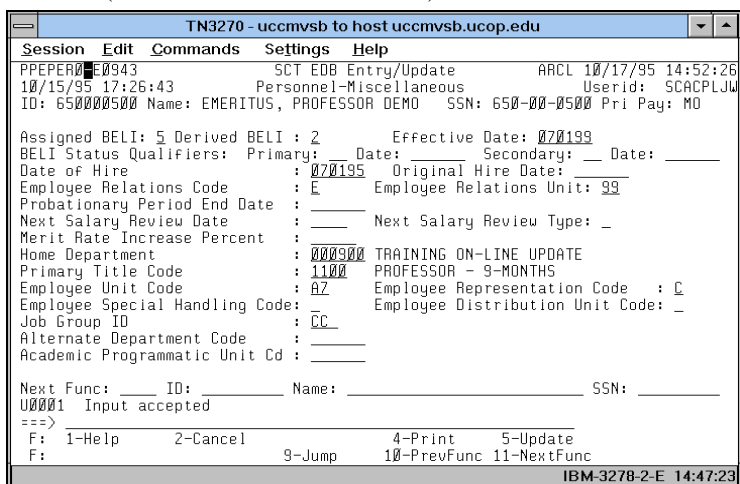 TN3270 - uccmvsb to host uccmvsb.ucop.edu
Session Edit Commands Settings Help
PPEPER0-E0943 SCT EDB Entry/Update ARCL 10/17/95 14:52:26
10/15/95 17:26:43 Personnel-Miscellaneous Userid: SCACPLJW
ID: 650000500 Name: EMERITUS, PROFESSOR DEMO SSN: 650-00-0500 Pri Pay: MO
Assigned BELI: 5 Derived BELI : 2 Effective Date: 070199
BELI Status Qualifiers: Primary: __ Date: ______ Secondary: __ Date: ______
Date of Hire : 070195 Original Hire Date: ______
Employee Relations Code : E Employee Relations Unit: 99
Probationary Period End Date : ______
Next Salary Review Date : ____ Next Salary Review Type: _
Merit Rate Increase Percent : _____
Home Department : 000900 TRAINING ON-LINE UPDATE
Primary Title Code : 1100 PROFESSOR - 9-MONTHS
Employee Unit Code : A7 Employee Representation Code : C
Employee Special Handling Code: _ Employee Distribution Unit Code: _
Job Group ID : CC_
Alternate Department Code : ______
Academic Programmatic Unit Cd : ______
Next Func: ____ ID: _________ Name: __________________________ SSN: _________
U0001 Input accepted
===> ____________________________________________________________
F: 1-Help 2-Cancel 4-Print 5-Update
F: 9-Jump 10-PrevFunc 11-NextFunc
IBM-3278-2-E 14:47:23